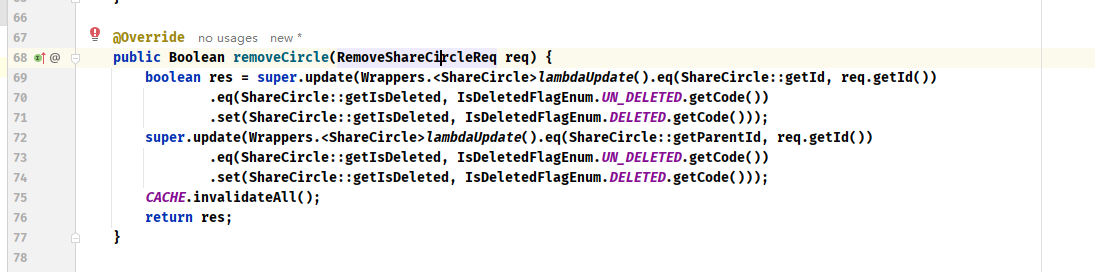 66
67 @Override no usages new *
68 @ public Boolean removeCircle(RemoveShareCircleReq req) {
69 boolean res = super.update(Wrappers.<ShareCircle>lambdaUpdate().eq(ShareCircle::getId, req.getId())
70 .eq(ShareCircle::getIsDeleted, IsDeletedFlagEnum.UN_DELETED.getCode())
71 .set(ShareCircle::getIsDeleted, IsDeletedFlagEnum.DELETED.getCode()));
72 super.update(Wrappers.<ShareCircle>lambdaUpdate().eq(ShareCircle::getParentId, req.getId())
73 .eq(ShareCircle::getIsDeleted, IsDeletedFlagEnum.UN_DELETED.getCode())
74 .set(ShareCircle::getIsDeleted, IsDeletedFlagEnum.DELETED.getCode()));
75 CACHE.invalidateAll();
76 return res;
77 }
78